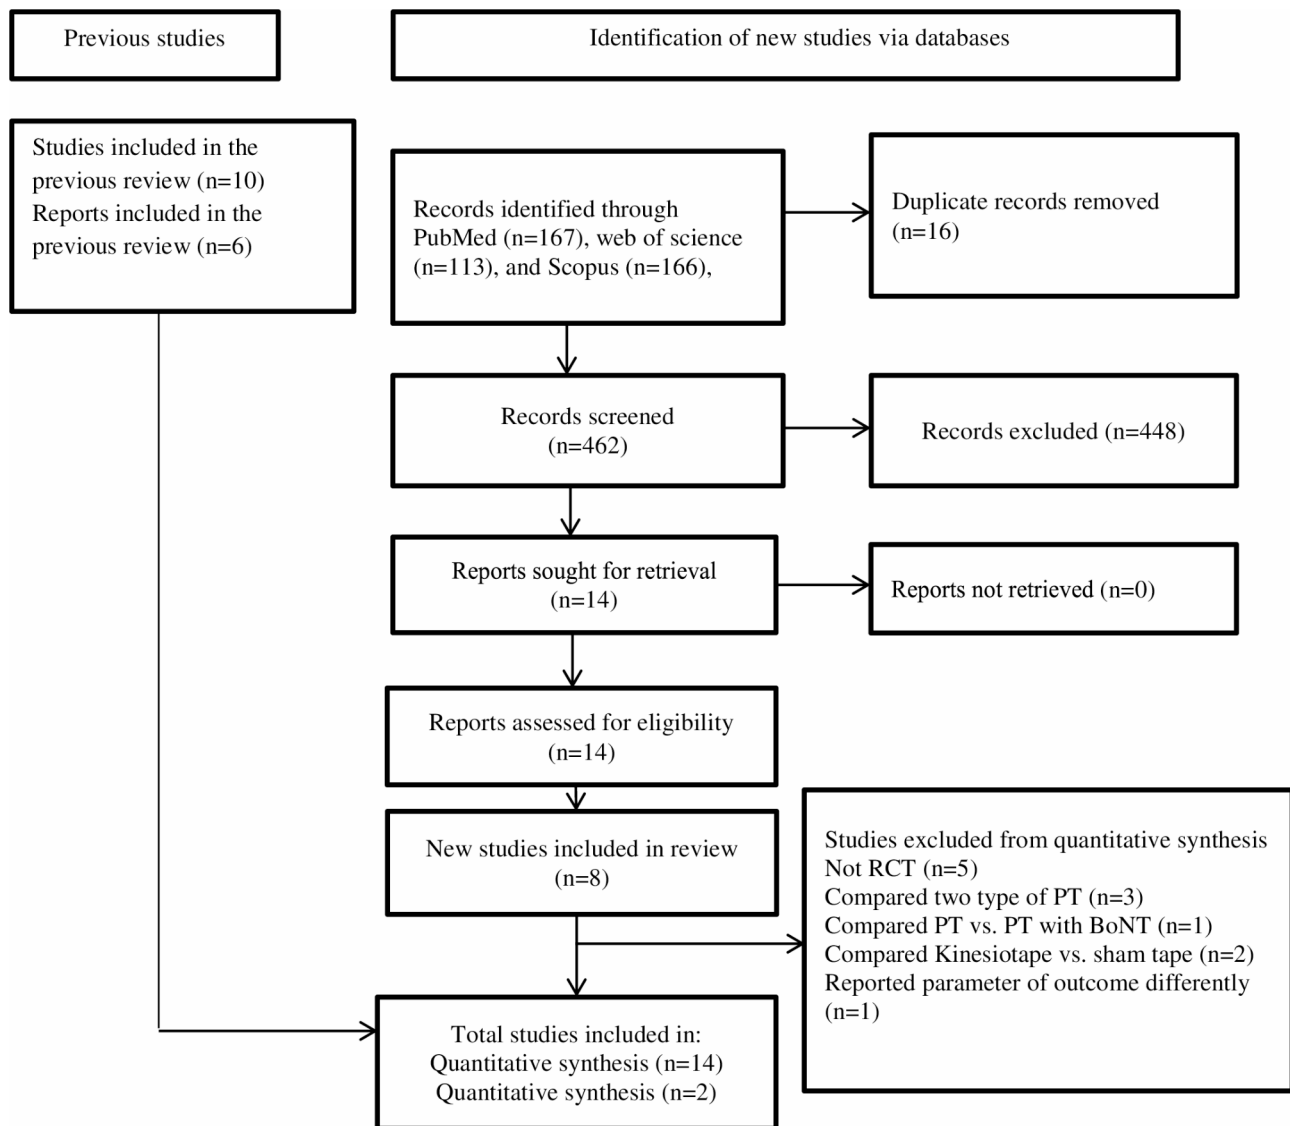 Previous studies
Identification of new studies via databases
Studies included in the
previous review (n=10)
Reports included in the
previous review (n=6)
Records identified through
PubMed (n=167), web of science
(n=113), and Scopus (n=166),
Duplicate records removed
(n=16)
Records screened
(n=462)
Records excluded (n=448)
Reports sought for retrieval
(n=14)
Reports not retrieved (n=0)
Reports assessed for eligibility
(n=14)
New studies included in review
(n=8)
Studies excluded from quantitative synthesis
Not RCT (n=5)
Compared two type of PT (n=3)
Compared PT vs. PT with BoNT (n=1)
Compared Kinesiotape vs. sham tape (n=2)
Reported parameter of outcome differently
(n=1)
Total studies included in:
Quantitative synthesis (n=14)
Quantitative synthesis (n=2)